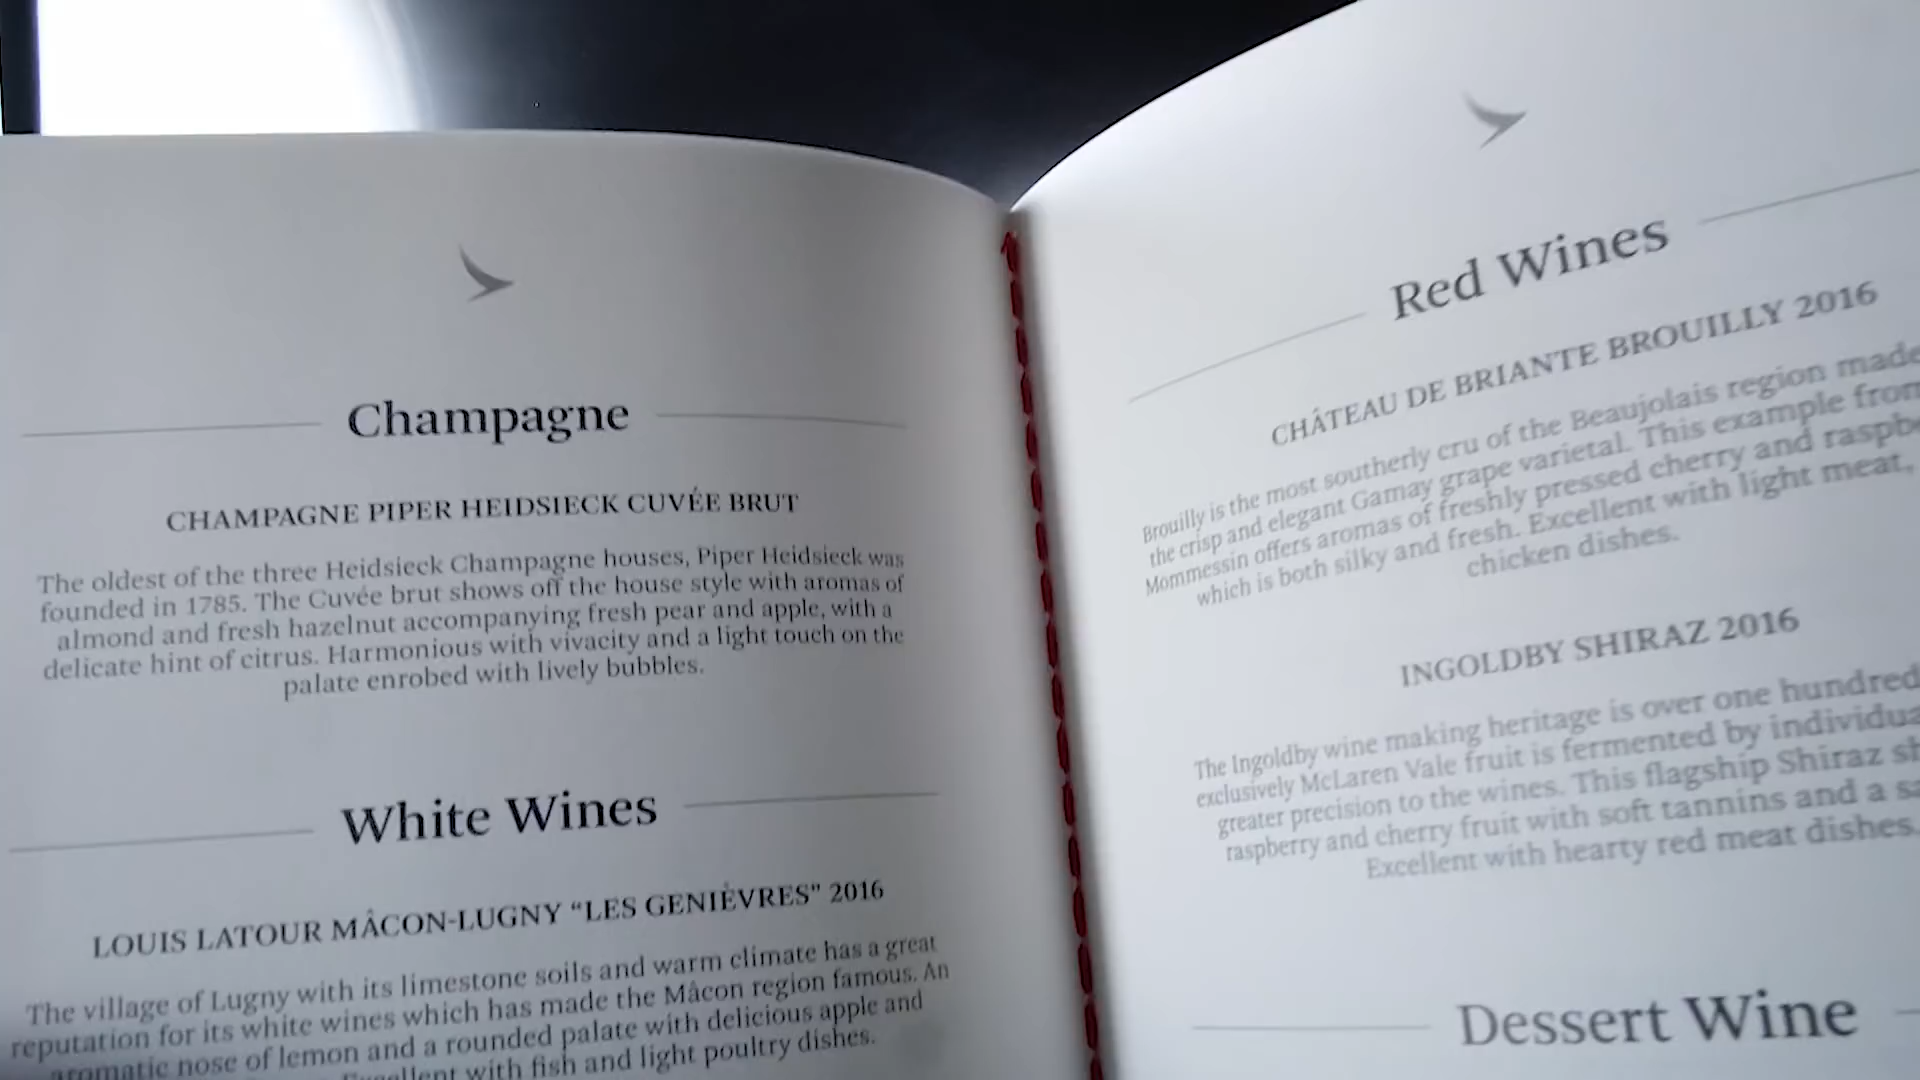 Champagne
CHAMPAGNE PIPER HEIDSIECK CUVÉE BRUT
The oldest of the three Heidsieck Champagne houses, Piper Heidsieck was
founded in 1785. The Cuvée brut shows off the house style with aromas of
almond and fresh hazelnut accompanying fresh pear and apple, with a
delicate hint of citrus. Harmonious with vivacity and a light touch on the
palate enrobed with lively bubbles.
White Wines
LOUIS LATOUR MÂCON-LUGNY “LES GENIÈVRES” 2016
The village of Lugny with its limestone soils and warm climate has a great
reputation for its white wines which has made the Mâcon region famous. An
aromatic nose of lemon and a rounded palate with delicious apple and
Excellent with fish and light poultry dishes.
Red Wines
CHÂTEAU DE BRIANTE BROUILLY 2016
Brouilly is the most southerly cru of the Beaujolais region made
the crisp and elegant Gamay grape varietal. This example from
Mommessin offers aromas of freshly pressed cherry and
which is both silky and fresh. Excellent with light meat,
chicken dishes.
INGOLDBY SHIRAZ 2016
The Ingoldby wine making heritage is over one hundred
exclusively McLaren Vale fruit is fermented by
greater precision to the wines. This flagship Shiraz
raspberry and cherry fruit with soft tannins and a
Excellent with hearty red meat dishes.
Dessert Wine